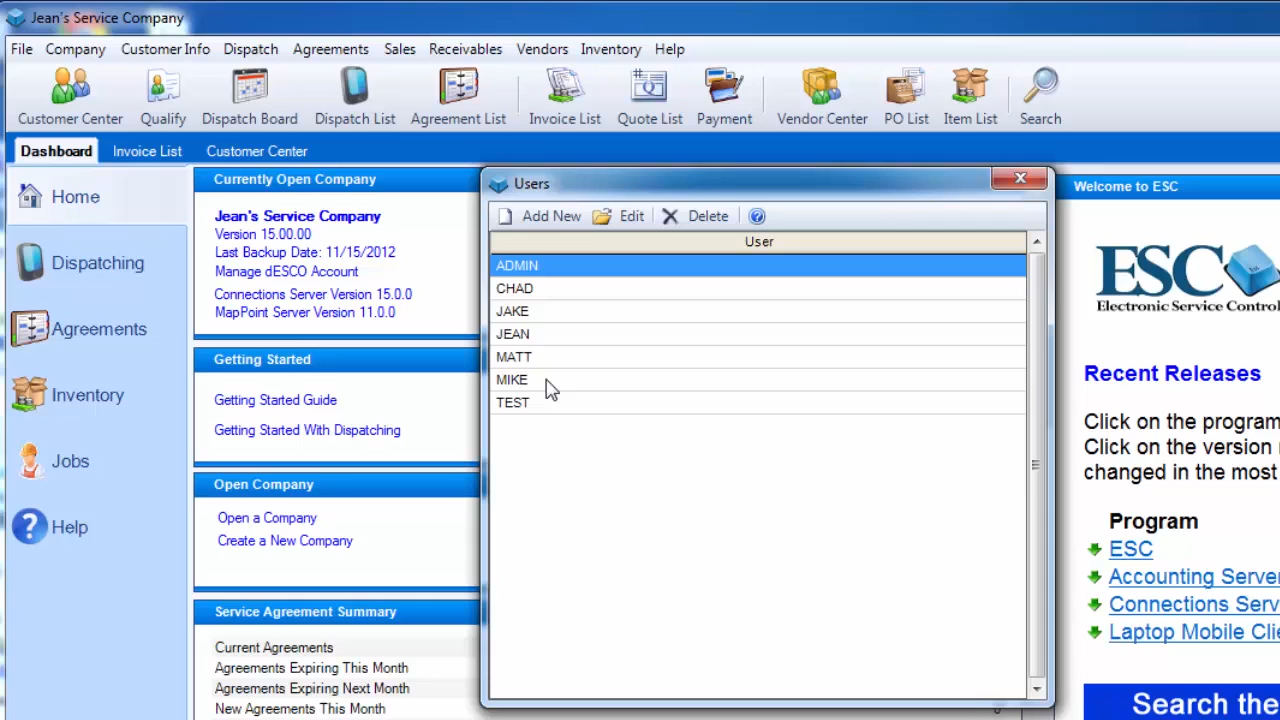 Jean's Service Company
File Company Customer Info Dispatch Agreements Sales Receivables Vendors Inventory Help
Customer Center Qualify Dispatch Board Dispatch List Agreement List Invoice List Quote List Payment Vendor Center PO List Item List Search
Dashboard Invoice List Customer Center
Home
Dispatching
Agreements
Inventory
Jobs
Help
Currently Open Company
Jean's Service Company
Version 15.00.00
Last Backup Date: 11/15/2012
Manage dESCO Account
Connections Server Version 15.0.0
MapPoint Server Version 11.0.0
Getting Started
Getting Started Guide
Getting Started With Dispatching
Open Company
Open a Company
Create a New Company
Service Agreement Summary
Current Agreements
Agreements Expiring This Month
Agreements Expiring Next Month
New Agreements This Month
Users
Add New Edit Delete
User
ADMIN
CHAD
JAKE
JEAN
MATT
MIKE
TEST
Welcome to ESC
ESC
Esc
Electronic Service Control
Recent Releases
Click on the program
Click on the version
changed in the most
Program
ESC
Accounting Server
Connections Serv
Laptop Mobile Clie
Search the